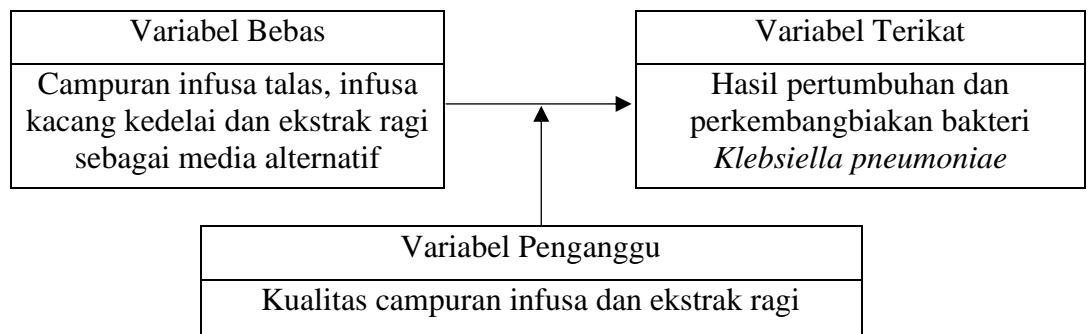 Variabel Bebas
Campuran infusa talas, infusa
kacang kedelai dan ekstrak ragi
sebagai media alternatif
Variabel Terikat
Hasil pertumbuhan dan
perkembangbiakan bakteri
Klebsiella pneumoniae
Variabel Penganggu
Kualitas campuran infusa dan ekstrak ragi